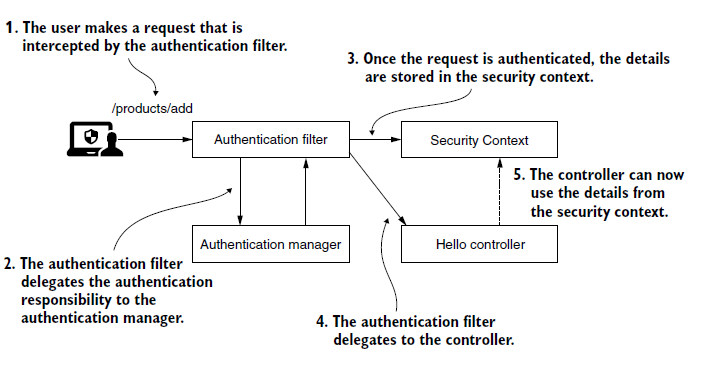 1. The user makes a request that is
intercepted by the authentication filter.
3. Once the request is authenticated, the details
are stored in the security context.
/products/add
Authentication filter
Security Context
5. The controller can now
use the details from
the security context.
Authentication manager
Hello controller
2. The authentication filter
delegates the authentication
responsibility to the
authentication manager.
4. The authentication filter
delegates to the controller.